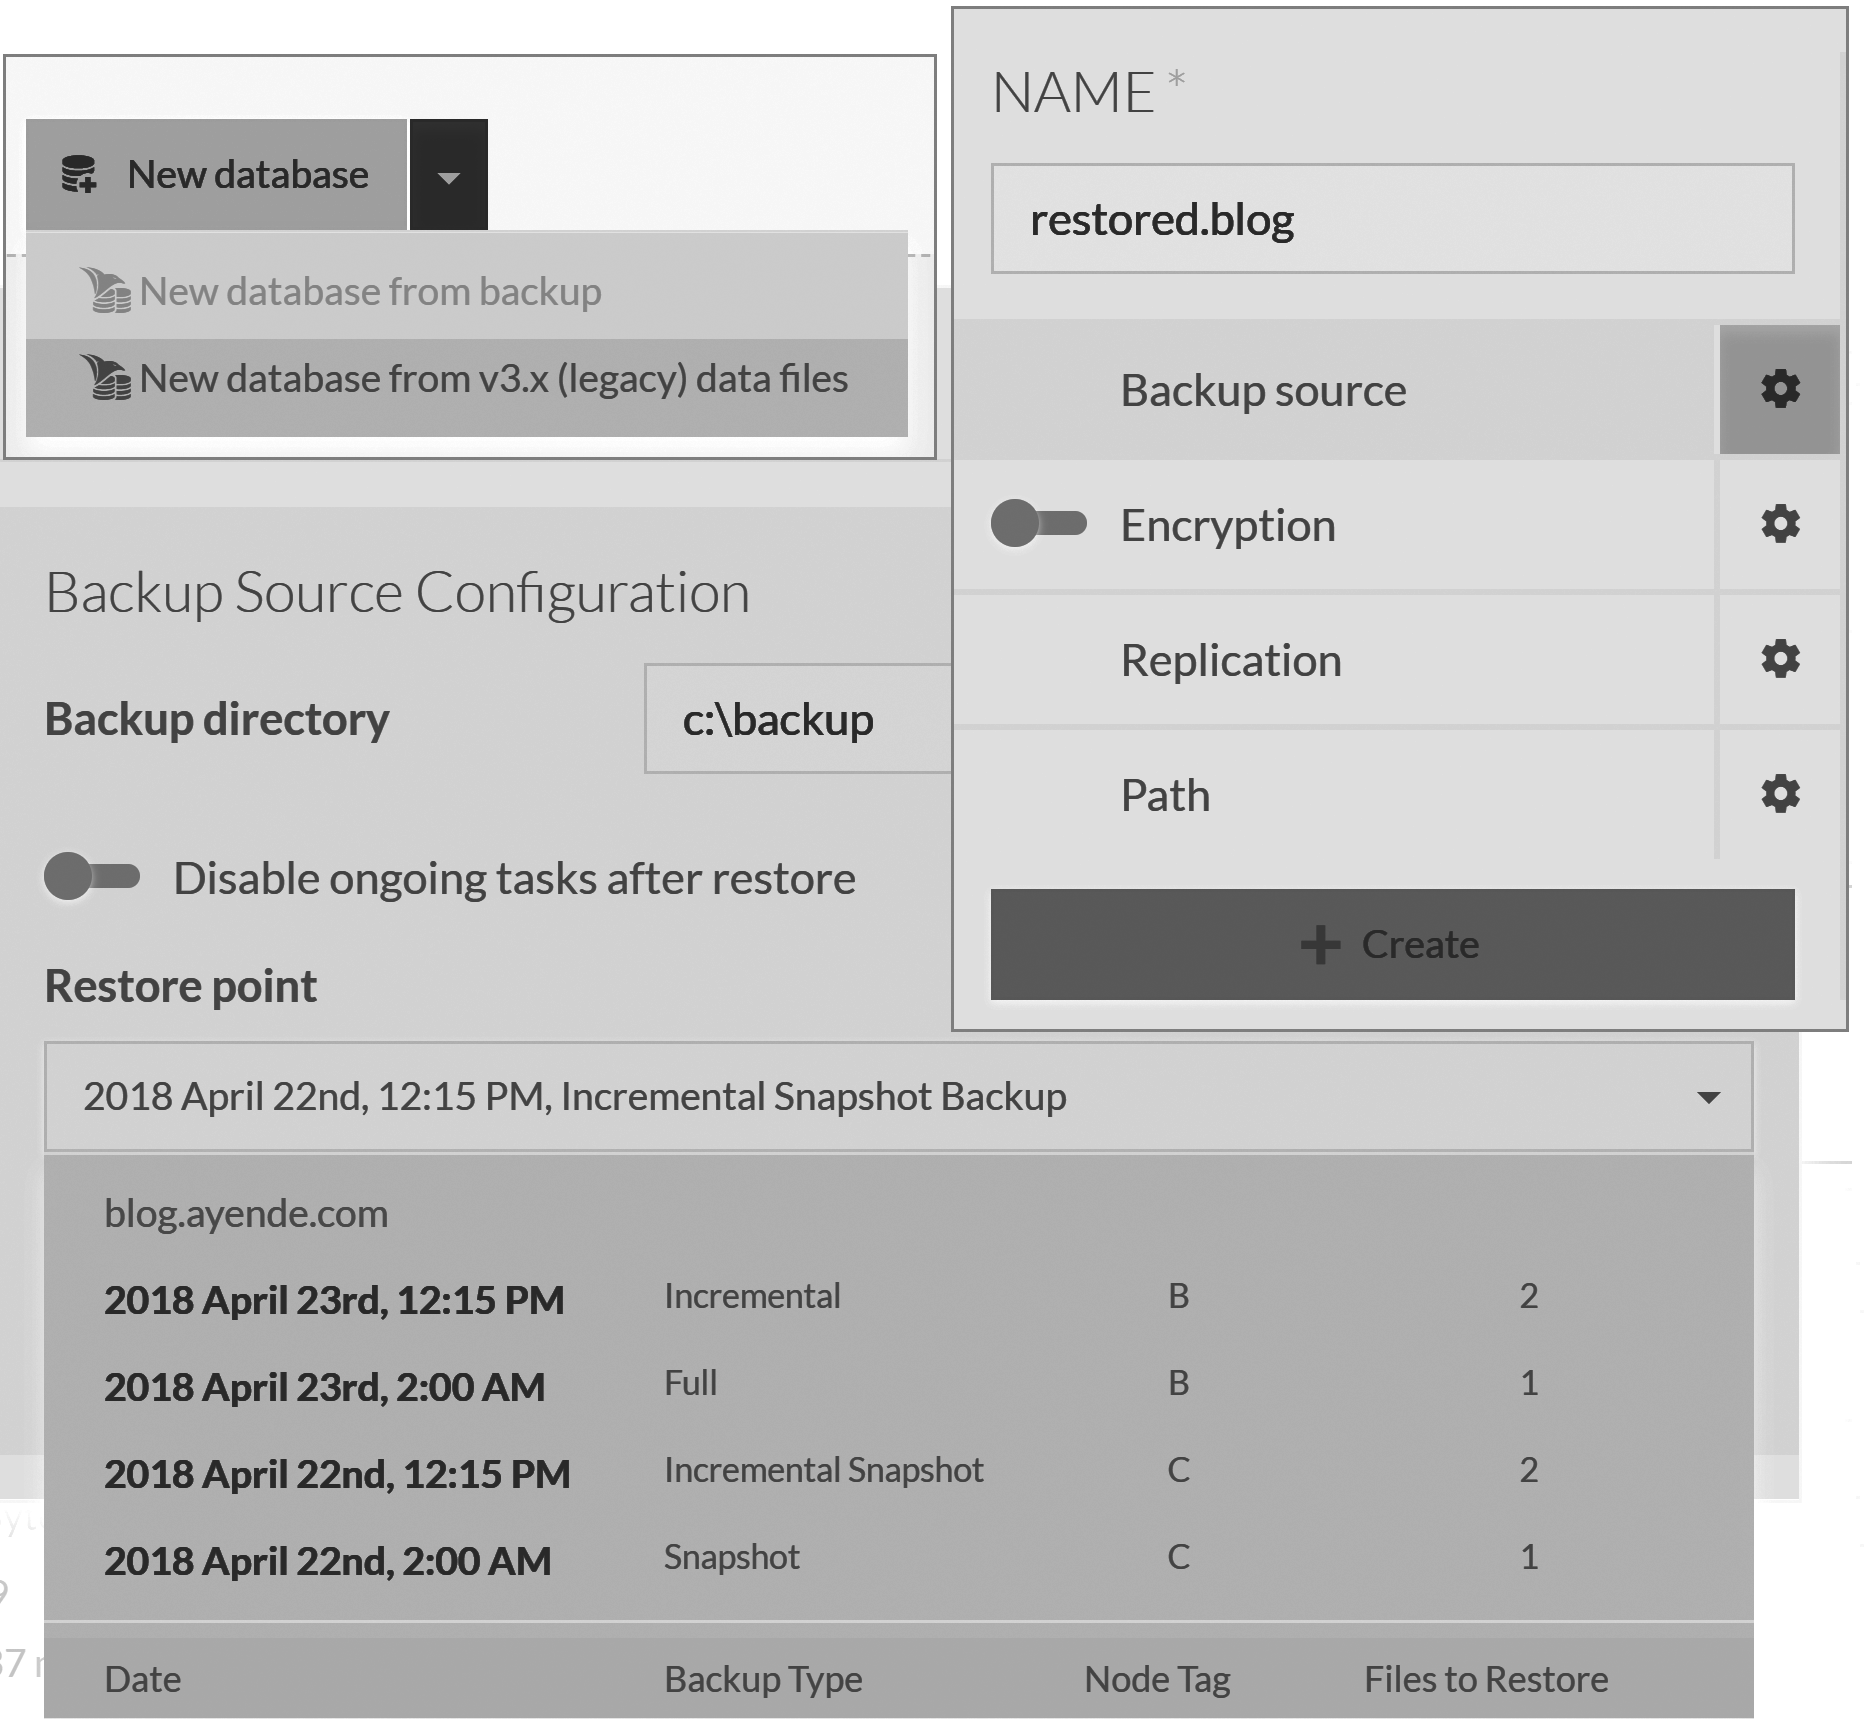 New database
New database from backup
New database from v3.x (legacy) data files
NAME *
restored.blog
Backup source
Encryption
Replication
Path
Create
Backup Source Configuration
Backup directory
c:\backup
Disable ongoing tasks after restore
Restore point
2018 April 22nd, 12:15 PM, Incremental Snapshot Backup
blog.ayende.com
2018 April 23rd, 12:15 PM Incremental B 2
2018 April 23rd, 2:00 AM Full B 1
2018 April 22nd, 12:15 PM Incremental Snapshot C 2
2018 April 22nd, 2:00 AM Snapshot C 1
Date Backup Type Node Tag Files to Restore